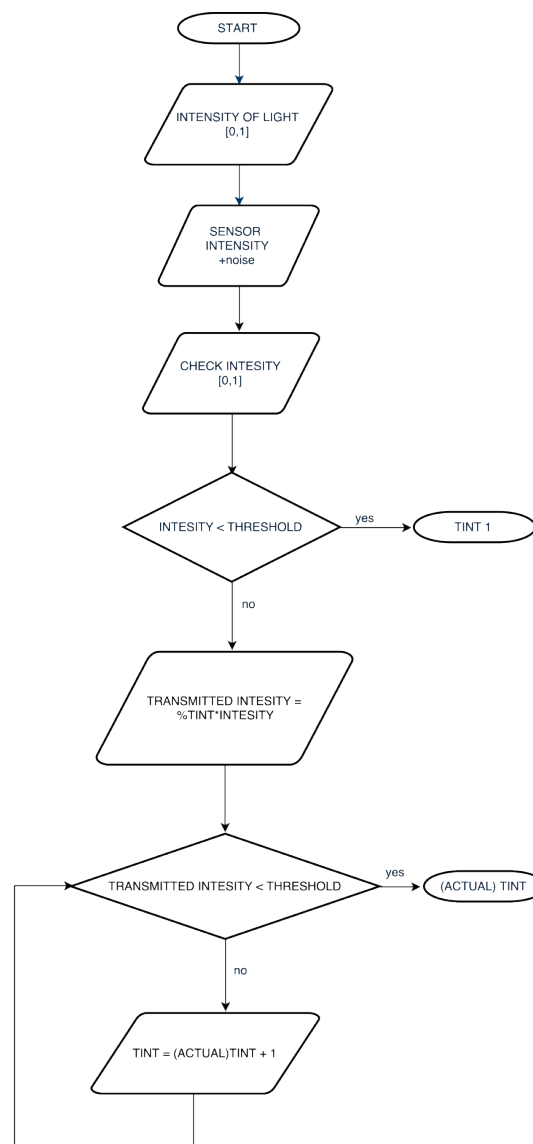 START
INTENSITY OF LIGHT
[0,1]
SENSOR
INTENSITY
+noise
CHECK INTESITY
[0,1]
INTESITY < THRESHOLD
yes
TINT 1
no
TRANSMITTED INTESITY =
%TINT*INTESITY
TRANSMITTED INTESITY < THRESHOLD
yes
(ACTUAL) TINT
no
TINT = (ACTUAL)TINT + 1